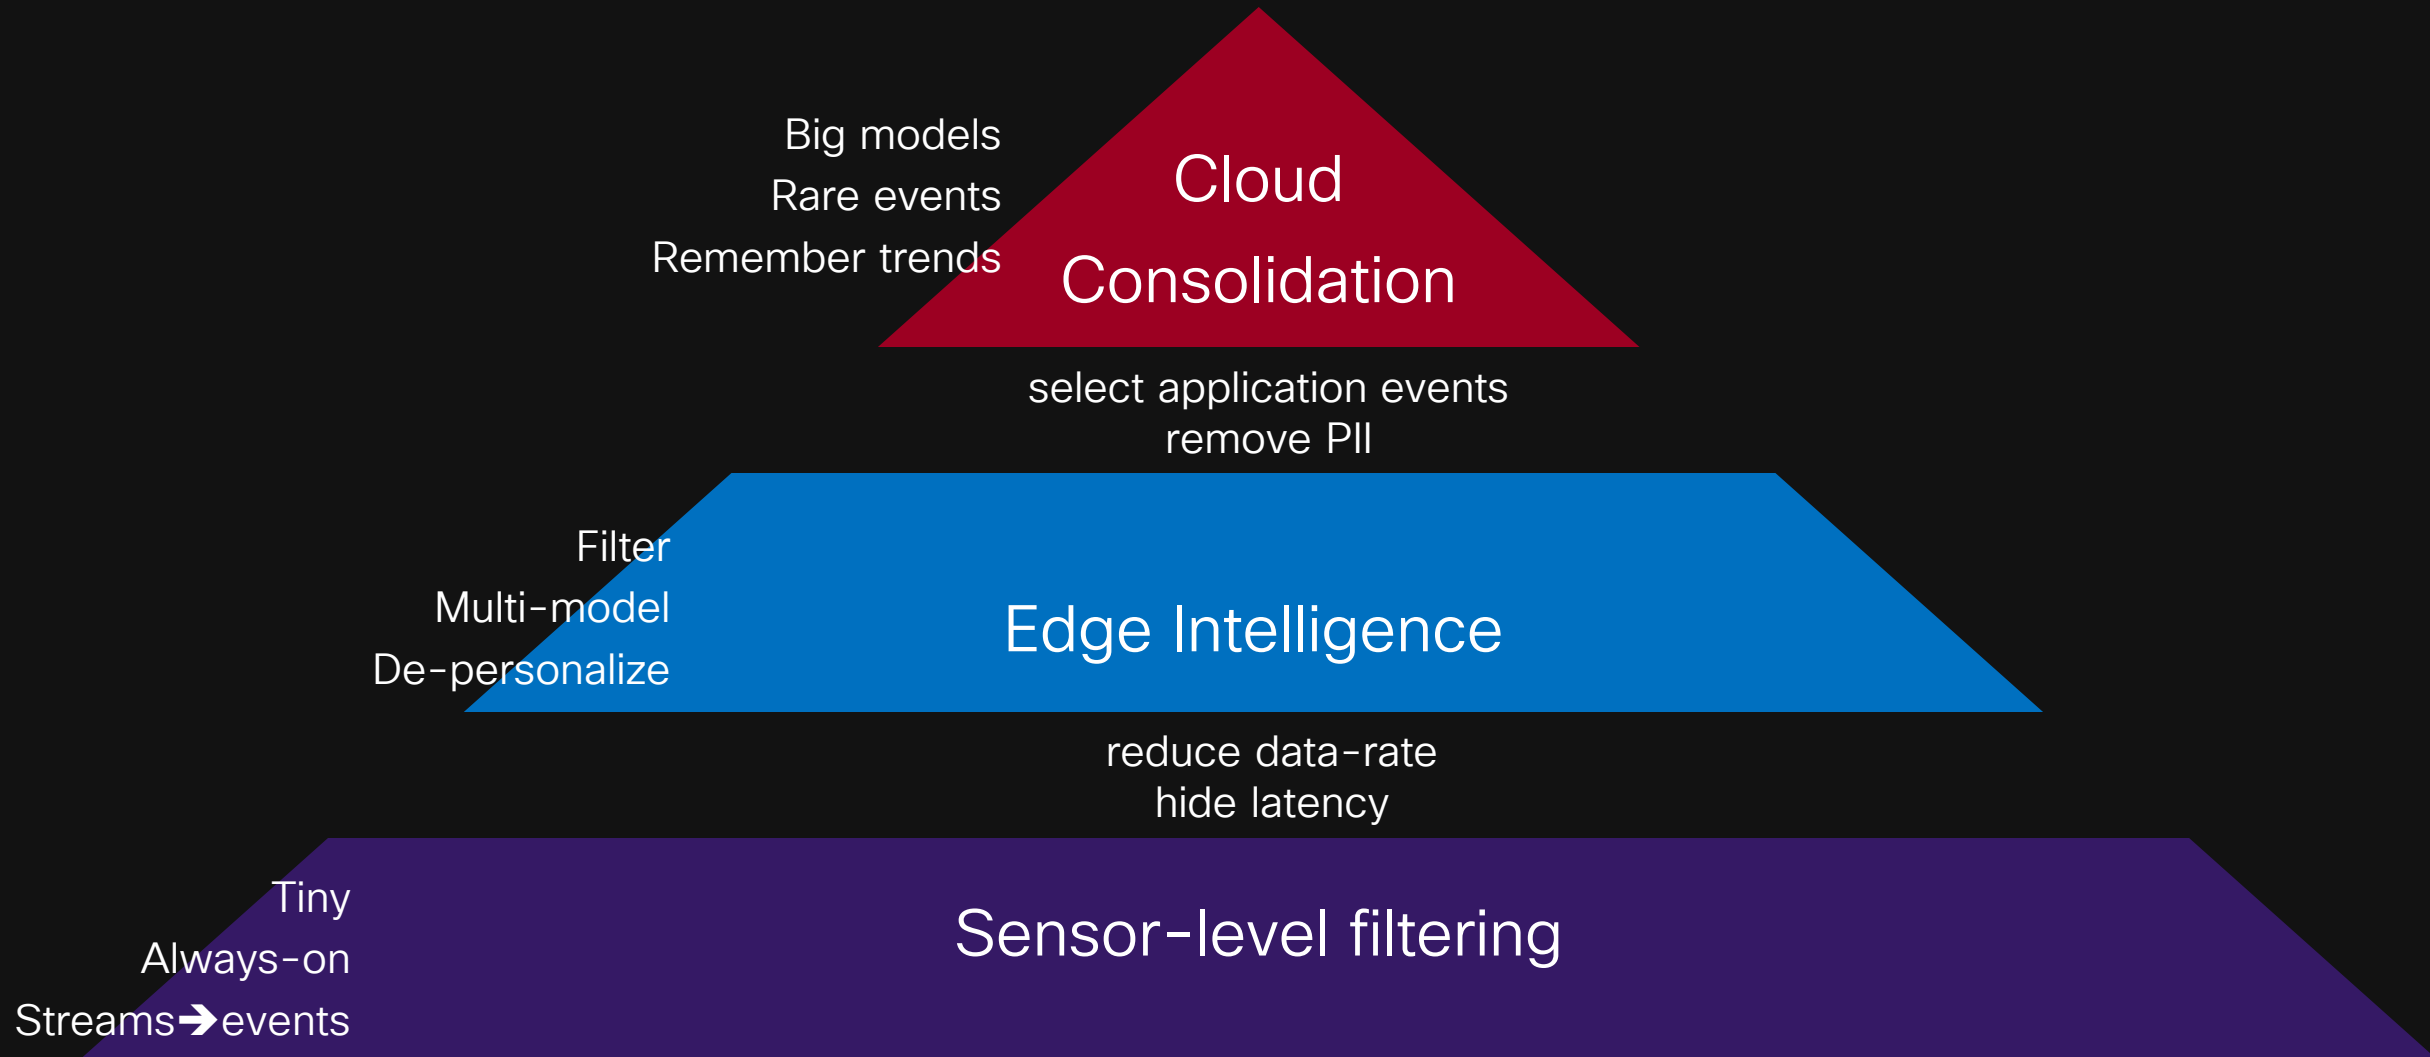 Big models
Rare events
Remember trends
Cloud
Consolidation
select application events
remove PII
Filter
Multi-model
De-personalize
Edge Intelligence
reduce data-rate
hide latency
Tiny
Always-on
Streams➔events
Sensor-level filtering